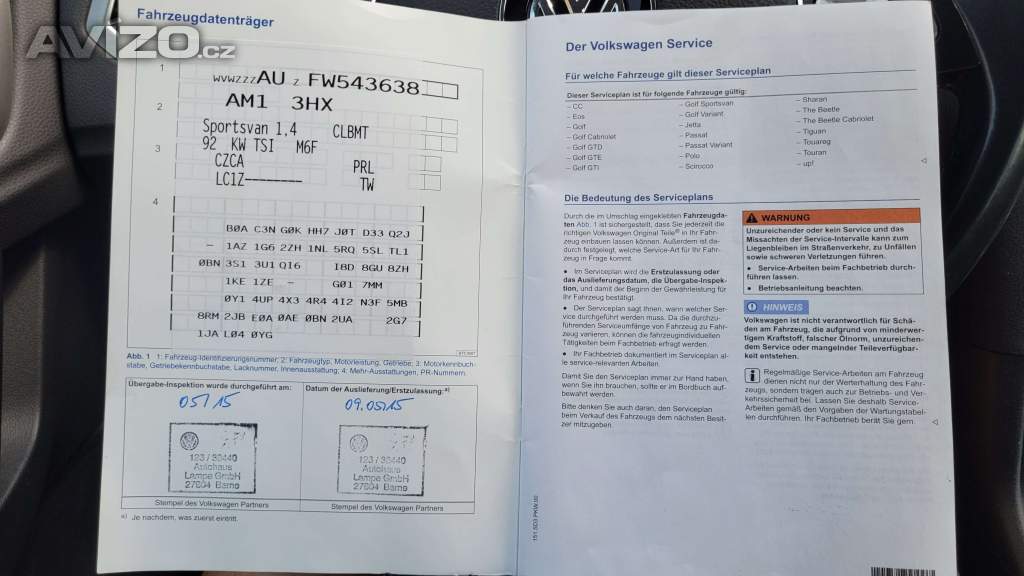 AVIZO.cz
Fahrzeugdatenträger
1
WVWZZZ AU Z FW543638
2
AM1 3HX
Sportsvan 1.4 CLBMT
3
92 KW TSI M6F
CZCA PRL
LC1Z-------- TW
4
B0A C3N G0K HH7 J0T D33 Q2J
- 1AZ 1G6 2ZH 1NL 5RQ 5SL TL1
0BN 3S1 3U1 QI6 IBD 8GU 8ZH
1KE 1ZE - G01 7MM
0Y1 4UP 4X3 4R4 4I2 N3F 5MB
8RM 2JB E0A 0AE 0BN 2UA 2G7
1JA L04 0YG
Abb. 1 1: Fahrzeug-Identifizierungsnummer; 2: Fahrzeugtyp, Motorleistung, Getriebe; 3: Motorkennbuch-
stabe, Getriebekennbuchstabe, Lacknummer, Innenausstattung; 4: Mehr-Ausstattungen, PR-Nummern.
Übergabe-Inspektion wurde durchgeführt am:
05/15
Datum der Auslieferung/Erstzulassung:a)
09.05.15
123 / 30440
Autohaus
Lampe GmbH
27804 Berne
Stempel des Volkswagen Partners
123 / 30440
Autohaus
Lampe GmbH
27804 Berne
Stempel des Volkswagen Partners
a) Je nachdem, was zuerst eintritt.
Der Volkswagen Service
Für welche Fahrzeuge gilt dieser Serviceplan
Dieser Serviceplan ist für folgende Fahrzeuge gültig:
– CC
– Eos
– Golf
– Golf Cabriolet
– Golf GTD
– Golf GTE
– Golf GTI
– Golf Sportsvan
– Golf Variant
– Jetta
– Passat
– Passat Variant
– Polo
– Scirocco
– Sharan
– The Beetle
– The Beetle Cabriolet
– Tiguan
– Touareg
– Touran
– up!
Die Bedeutung des Serviceplans
Durch die im Umschlag eingeklebten Fahrzeugda-
ten Abb. 1 ist sichergestellt, dass Sie jederzeit die
richtigen Volkswagen Original Teile® in Ihr Fahr-
zeug einbauen lassen können. Außerdem ist da-
durch festgelegt, welche Service-Art für Ihr Fahr-
zeug in Frage kommt.
● Im Serviceplan wird die Erstzulassung oder
das Auslieferungsdatum, die Übergabe-Inspek-
tion, und damit der Beginn der Gewährleistung für
Ihr Fahrzeug bestätigt.
● Der Serviceplan sagt Ihnen, wann welcher Ser-
vice durchgeführt werden muss. Da die durchzu-
führenden Serviceumfänge von Fahrzeug zu Fahr-
zeug variieren, können die fahrzeugindividuellen
Tätigkeiten beim Fachbetrieb erfragt werden.
● Ihr Fachbetrieb dokumentiert im Serviceplan al-
le service-relevanten Arbeiten.
Damit Sie den Serviceplan immer zur Hand haben,
wenn Sie ihn brauchen, sollte er im Bordbuch auf-
bewahrt werden.
Bitte denken Sie auch daran, den Serviceplan
beim Verkauf des Fahrzeugs dem nächsten Besit-
zer mitzugeben.
WARNUNG
Unzureichender oder kein Service und das
Missachten der Service-Intervalle kann zum
Liegenbleiben im Straßenverkehr, zu Unfällen
sowie schweren Verletzungen führen.
● Service-Arbeiten beim Fachbetrieb durch-
führen lassen.
● Betriebsanleitung beachten.
HINWEIS
Volkswagen ist nicht verantwortlich für Schä-
den am Fahrzeug, die aufgrund von minderwer-
tigem Kraftstoff, falscher Ölnorm, unzureichen-
dem Service oder mangelnder Teileverfügbar-
keit entstehen.
Regelmäßige Service-Arbeiten am Fahrzeug
dienen nicht nur der Werterhaltung des Fahr-
zeugs, sondern tragen auch zur Betriebs- und Ver-
kehrssicherheit bei. Lassen Sie deshalb Service-
Arbeiten gemäß den Vorgaben der Wartungstabel-
len durchführen. Ihr Fachbetrieb berät Sie gern.
151.5D3.PKW.00